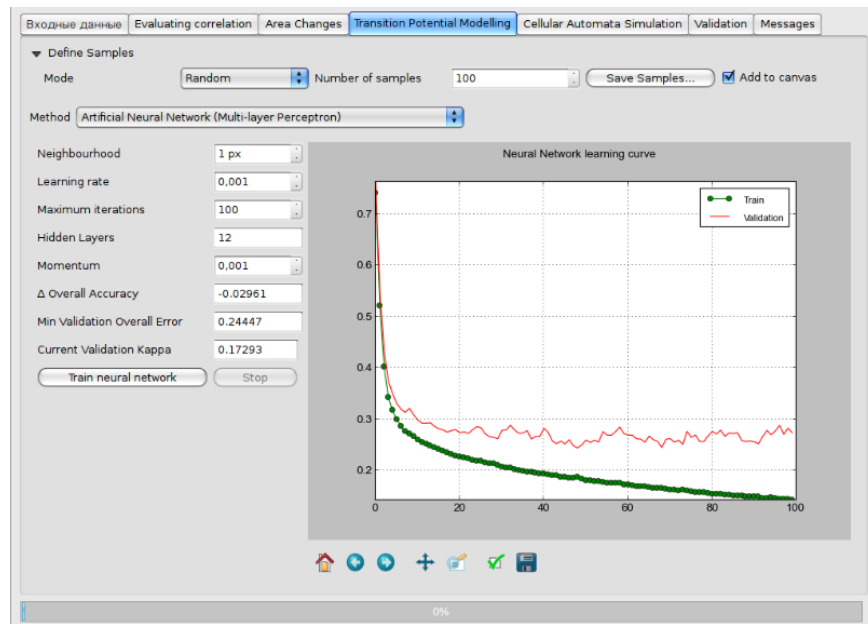 Входные данные Evaluating correlation Area Changes Transition Potential Modelling Cellular Automata Simulation Validation Messages
Define Samples
Mode Random Number of samples 100 Save Samples... Add to canvas
Method Artificial Neural Network (Multi-layer Perceptron)
Neighbourhood 1 px
Learning rate 0,001
Maximum iterations 100
Hidden Layers 12
Momentum 0,001
Δ Overall Accuracy -0.02961
Min Validation Overall Error 0.24447
Current Validation Kappa 0.17293
Train neural network Stop
Neural Network learning curve
Train
Validation
0.7
0.6
0.5
0.4
0.3
0.2
0 20 40 60 80 100
0%